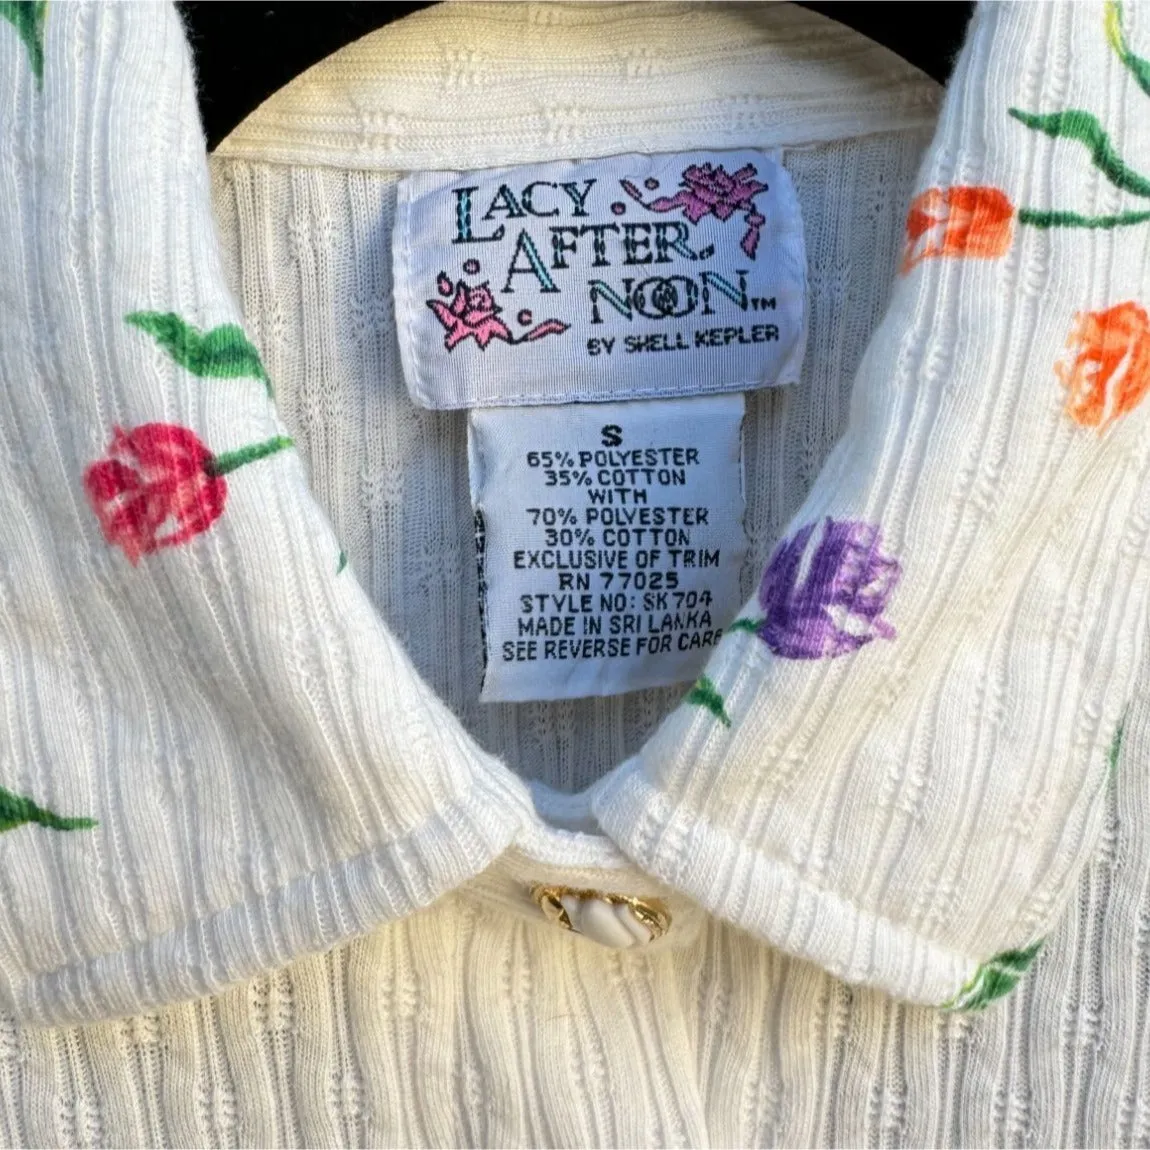 LACY
AFTER
NOON™
BY SHELL KEPLER
S
65% POLYESTER
35% COTTON
WITH
70% POLYESTER
30% COTTON
EXCLUSIVE OF TRIM
RN 77025
STYLE NO: SK704
MADE IN SRI LANKA
SEE REVERSE FOR CARE